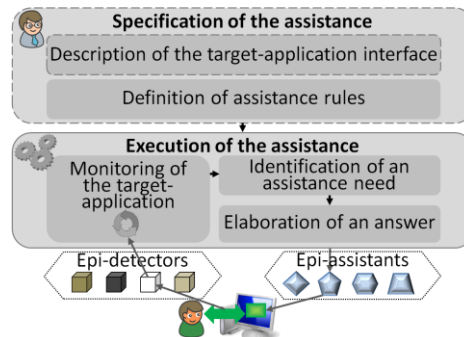 Specification of the assistance
Description of the target-application interface
Definition of assistance rules
Execution of the assistance
Monitoring of
the target-
application
Identification of an
assistance need
Elaboration of an answer
Epi-detectors
Epi-assistants